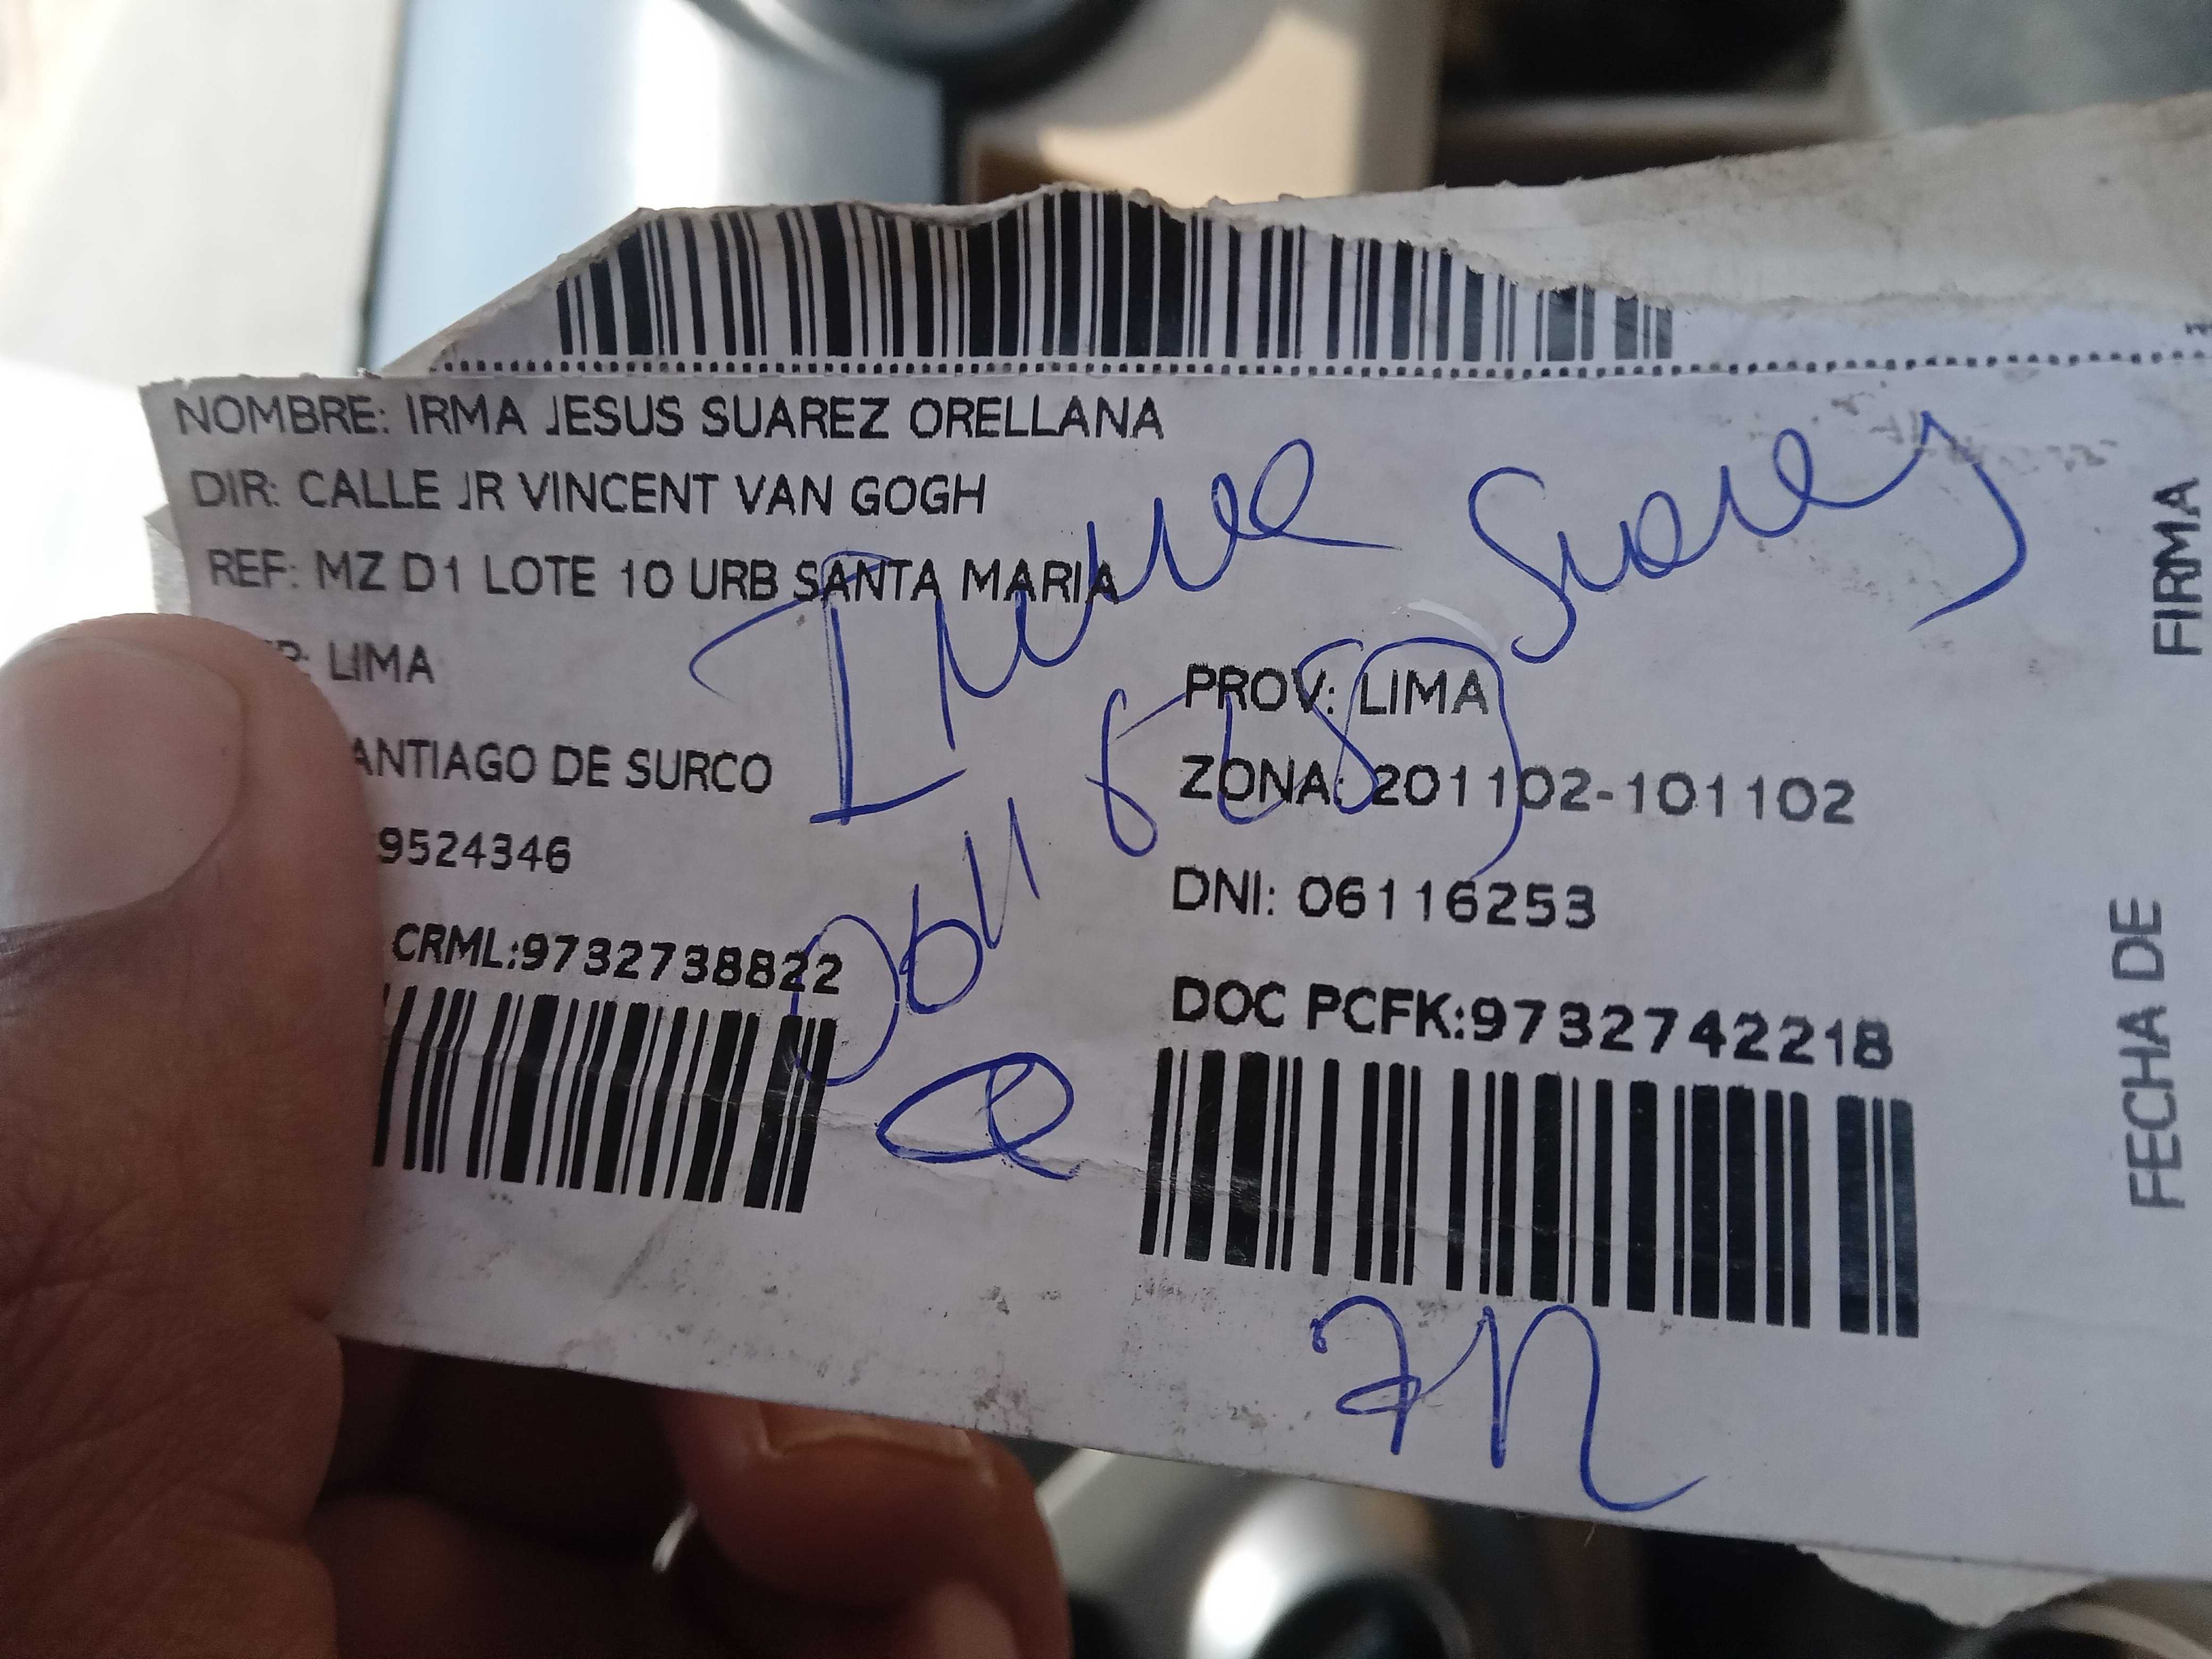 NOMBRE: IRMA JESUS SUAREZ ORELLANA
DIR: CALLE JR VINCENT VAN GOGH
REF: MZ D1 LOTE 10 URB SANTA MARIA
LIMA
PROV: LIMA
ANTIAGO DE SURCO
ZONA: 201102-101102
9524346
DNI: 06116253
CRML:9732738822
DOC PCFK:9732742218
Irma Suarez
FIRMA
FECHA DE